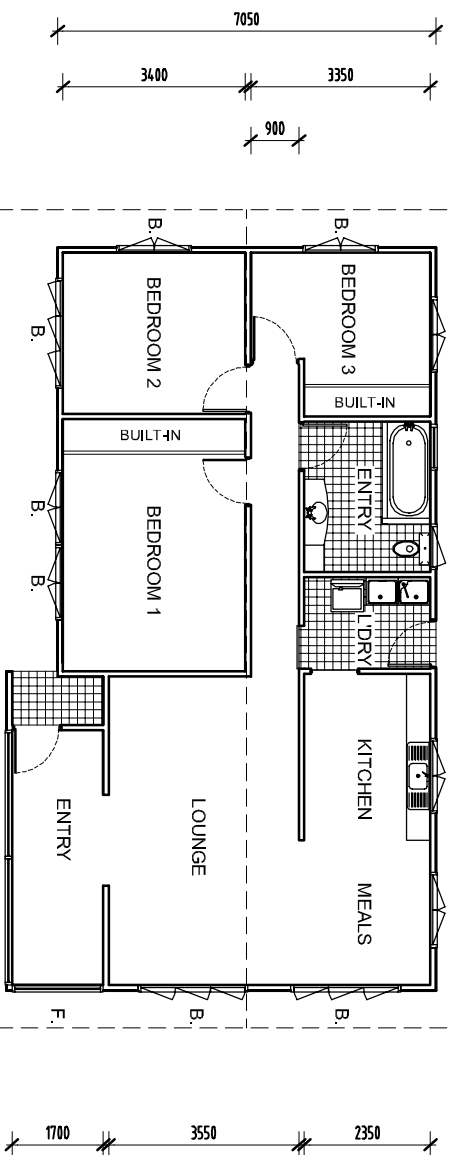 7050
3400
3350
900
B.
B.
BEDROOM 2
BEDROOM 3
B.
BUILT-IN
BUILT-IN
ENTRY
B.
B.
BEDROOM 1
L'DRY
KITCHEN
ENTRY
LOUNGE
MEALS
F.
B.
B.
1700
3550
2350